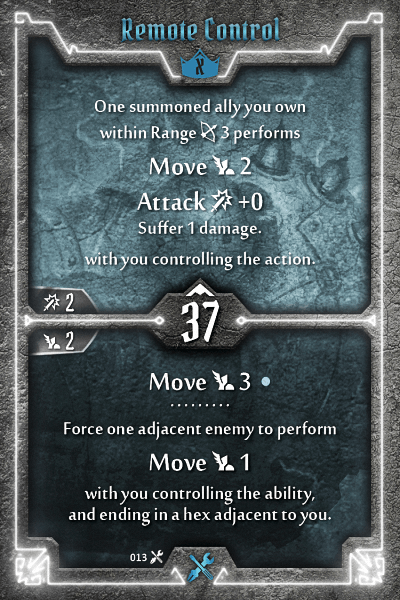 Remote Control
X
One summoned ally you own
within Range 3 performs
Move 2
Attack +0
Suffer 1 damage.
with you controlling the action.
2
37
2
Move 3
Force one adjacent enemy to perform
Move 1
with you controlling the ability,
and ending in a hex adjacent to you.
013